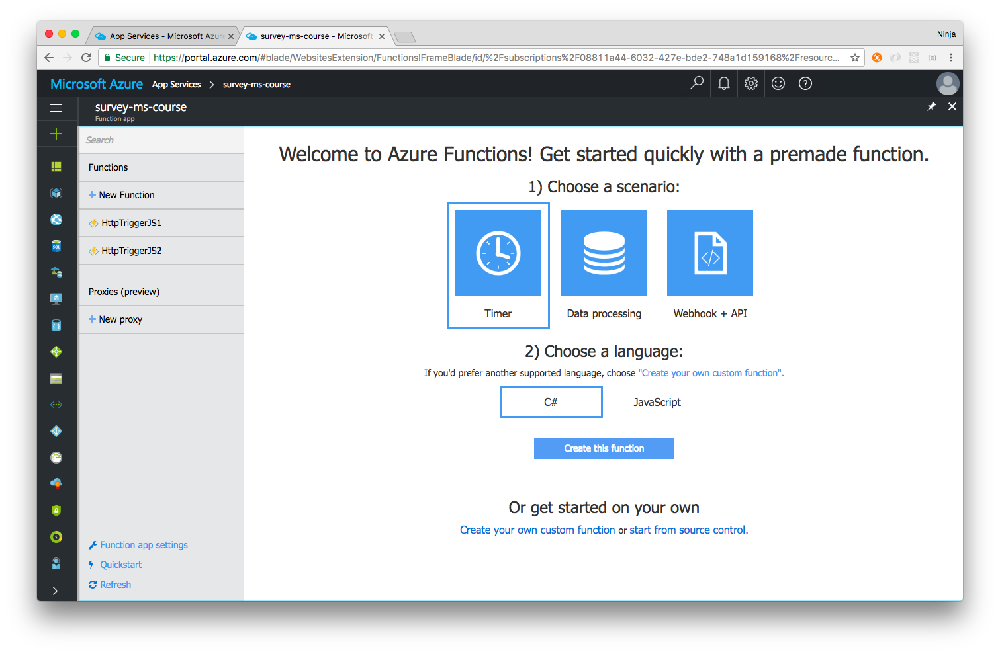 App Services - Microsoft Azure
survey-ms-course - Microsoft
Ninja
Secure
https://portal.azure.com/#blade/WebsitesExtension/FunctionsIFrameBlade/id/%2Fsubscriptions%2F08811a44-6032-427e-bde2-748a1d159168%2Fresourc...
Microsoft Azure
App Services > survey-ms-course
survey-ms-course
Function app
Search
Functions
+ New Function
HttpTriggerJS1
HttpTriggerJS2
Proxies (preview)
+ New proxy
Function app settings
Quickstart
Refresh
SQL
Welcome to Azure Functions! Get started quickly with a premade function.
1) Choose a scenario:
Timer
Data processing
Webhook + API
2) Choose a language:
If you'd prefer another supported language, choose "Create your own custom function".
C#
JavaScript
Create this function
Or get started on your own
Create your own custom function or start from source control.